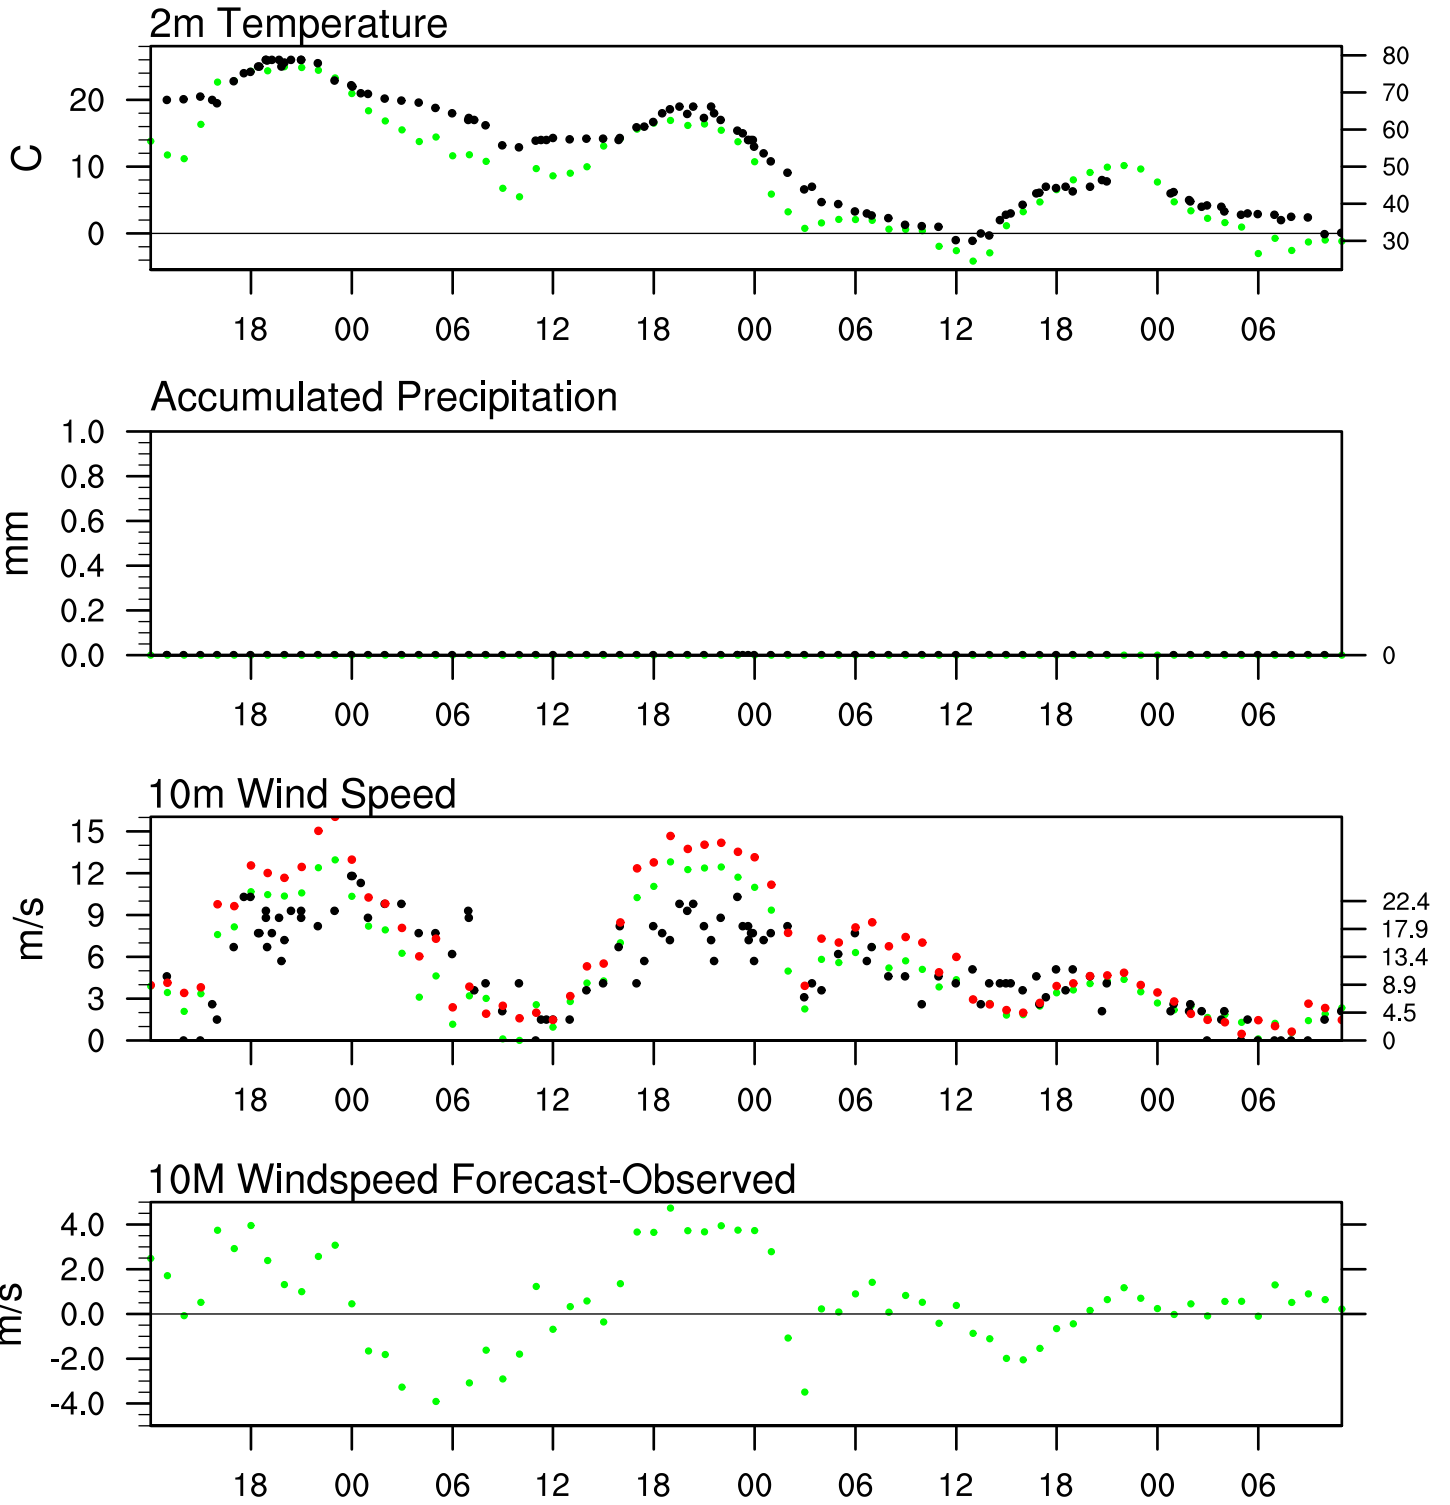 2m Temperature
80
20 70
60
C
10 50
40
0
30
18 00 06 12 18 00 06 12 18 00 06
Accumulated Precipitation
1.0
0.8
0.6
mm
0.4
0.2
0.0 0
18 00 06 12 18 00 06 12 18 00 06
10m Wind Speed
15
12
9 22.4
17.9
m/s
6 13.4
3 8.9
4.5
0 0
18 00 06 12 18 00 06 12 18 00 06
10M Windspeed Forecast-Observed
4.0
2.0
0.0
m/s
-2.0
-4.0
18 00 06 12 18 00 06 12 18 00 06